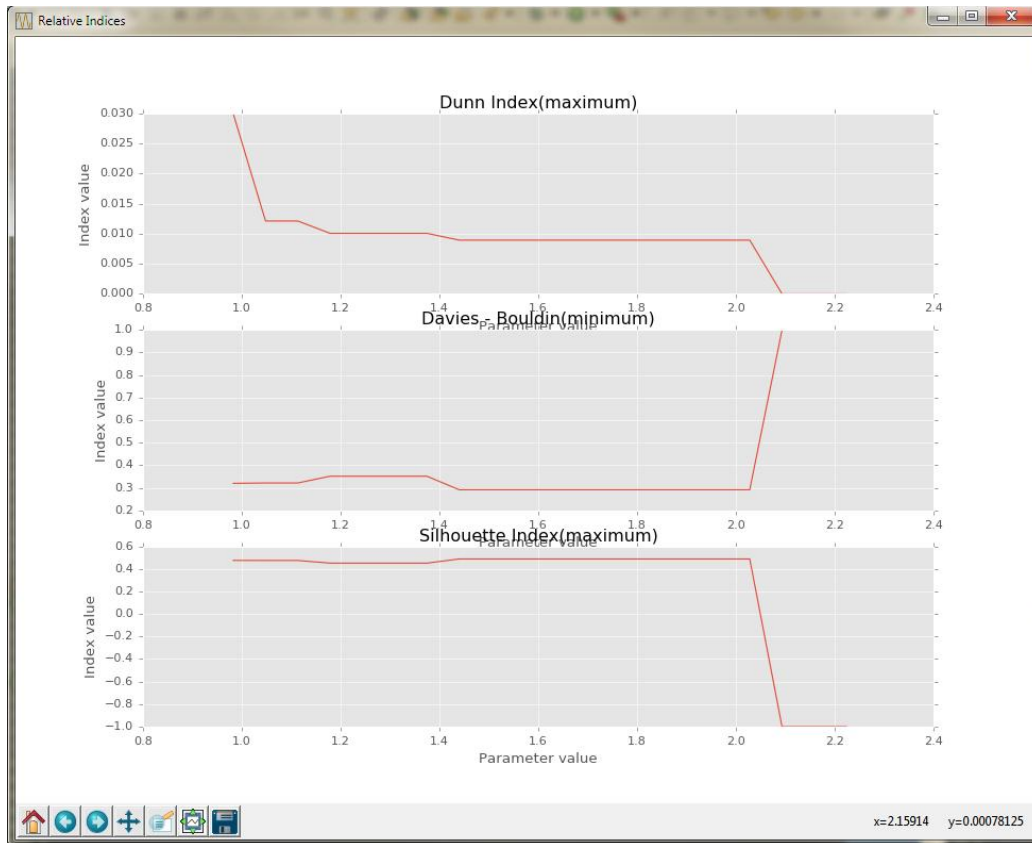 Relative Indices
Dunn Index(maximum)
0.030
0.025
0.020
0.015
0.010
0.005
0.000
Index value
0.8 1.0 1.2 1.4 1.6 1.8 2.0 2.2 2.4
Parameter value
Davies - Bouldin(minimum)
1.0
0.9
0.8
0.7
0.6
0.5
0.4
0.3
0.2
Index value
0.8 1.0 1.2 1.4 1.6 1.8 2.0 2.2 2.4
Parameter value
Silhouette Index(maximum)
0.6
0.4
0.2
0.0
−0.2
−0.4
−0.6
−0.8
−1.0
Index value
0.8 1.0 1.2 1.4 1.6 1.8 2.0 2.2 2.4
Parameter value
x=2.15914 y=0.00078125